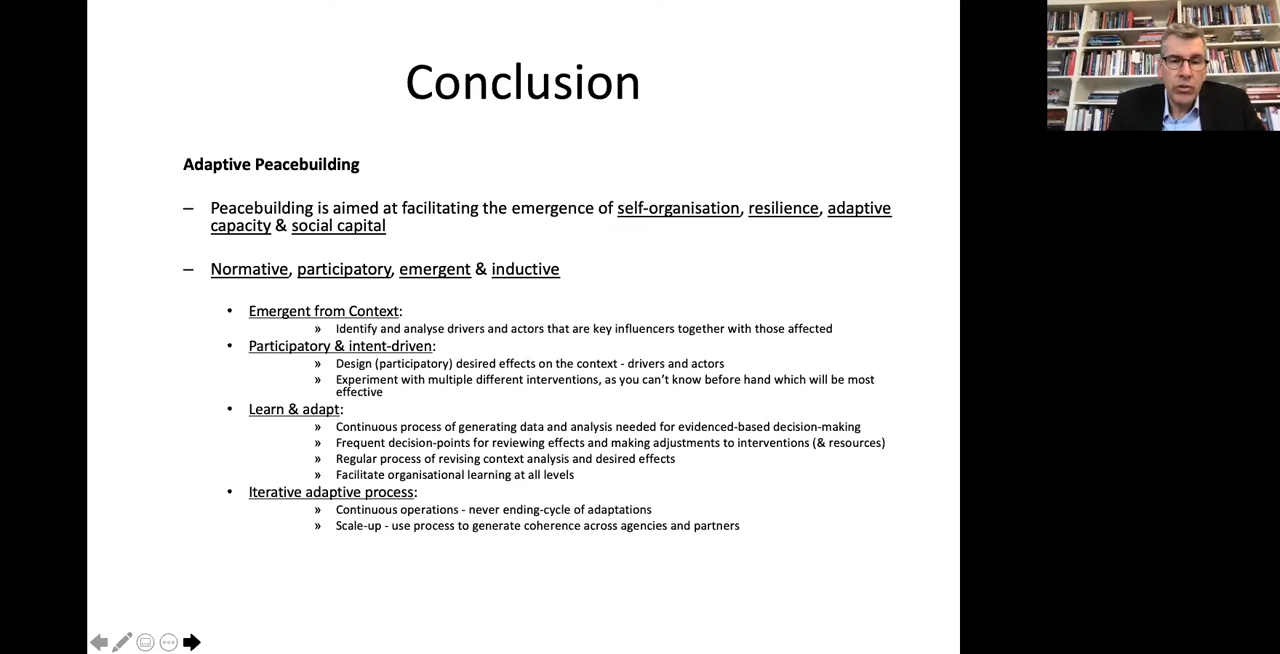 Conclusion
Adaptive Peacebuilding
– Peacebuilding is aimed at facilitating the emergence of self-organisation, resilience, adaptive
capacity & social capital
– Normative, participatory, emergent & inductive
• Emergent from Context:
» Identify and analyse drivers and actors that are key influencers together with those affected
• Participatory & intent-driven:
» Design (participatory) desired effects on the context - drivers and actors
» Experiment with multiple different interventions, as you can’t know before hand which will be most
effective
• Learn & adapt:
» Continuous process of generating data and analysis needed for evidenced-based decision-making
» Frequent decision-points for reviewing effects and making adjustments to interventions (& resources)
» Regular process of revising context analysis and desired effects
» Facilitate organisational learning at all levels
• Iterative adaptive process:
» Continuous operations - never ending-cycle of adaptations
» Scale-up - use process to generate coherence across agencies and partners